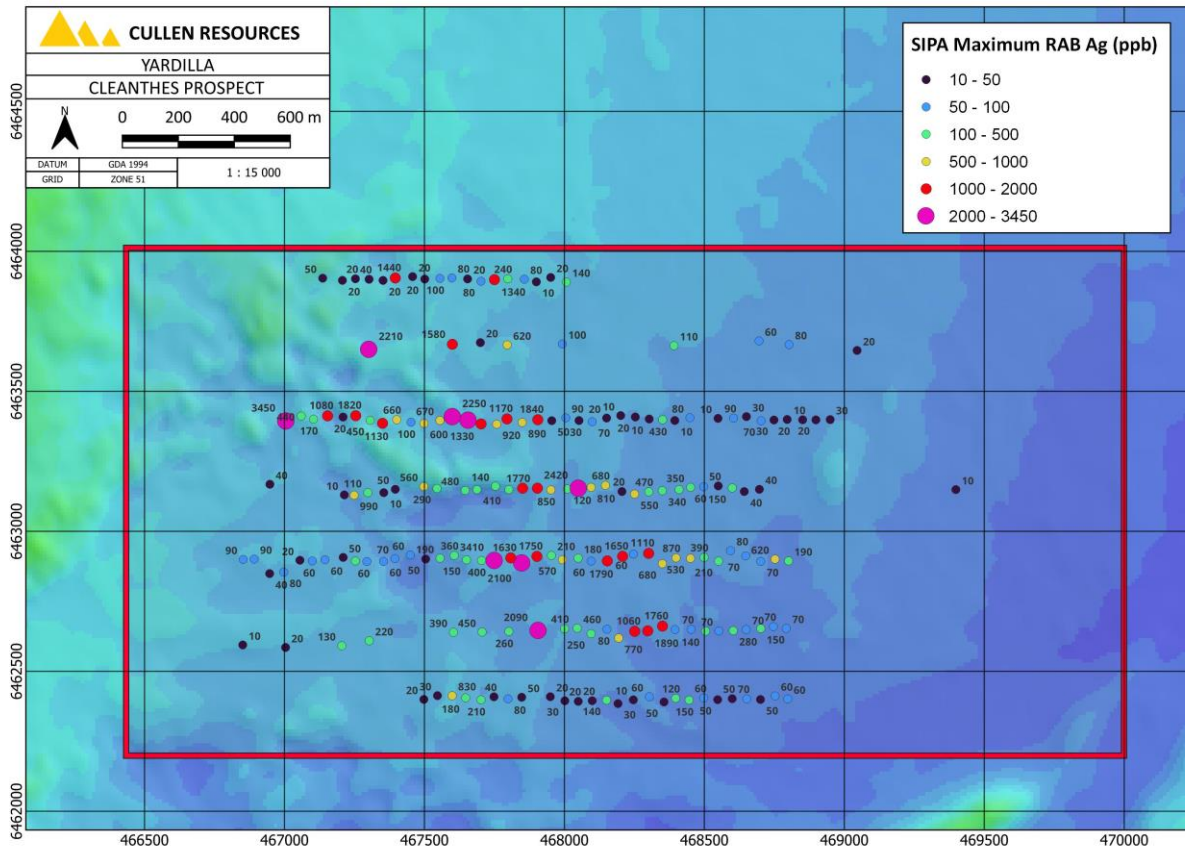 CULLEN RESOURCES
YARDILLA
CLEANTHES PROSPECT
N
0 200 400 600 m
DATUM GDA 1994
GRID ZONE 51
1 : 15 000
SIPA Maximum RAB Ag (ppb)
10 - 50
50 - 100
100 - 500
500 - 1000
1000 - 2000
2000 - 3450
6464500
6464000
6463500
6463000
6462500
6462000
50 20 40 1440 20 80 20 240 80 20 140
20 20 20 100 80 1340 10
2210 1580 20 620 100 110 60 80 20
3450 440 1080 1820 660 670 2250 1170 1840 90 20 10 80 10 90 30 30
170 20 450 1130 100 600 1330 920 890 50 30 70 20 10 430 10 70 30
40 10 110 50 560 480 140 1770 2420 680 20 470 350 50 40 10
990 10 290 410 850 120 810 550 340 60 150 40
90 90 20 50 70 60 190 360 3410 1630 1750 210 180 1650 1110 870 390 80 620 190
40 80 60 60 60 50 150 400 2100 570 60 1790 60 680 530 210 70 70
10 20 130 220 390 450 2090 410 460 1060 1760 70 70 70 70 70
260 250 80 770 1890 140 280 150
20 30 830 40 50 20 20 10 60 120 60 70 60 60
180 210 80 30 140 30 50 150 50 50
466500 467000 467500 468000 468500 469000 469500 470000